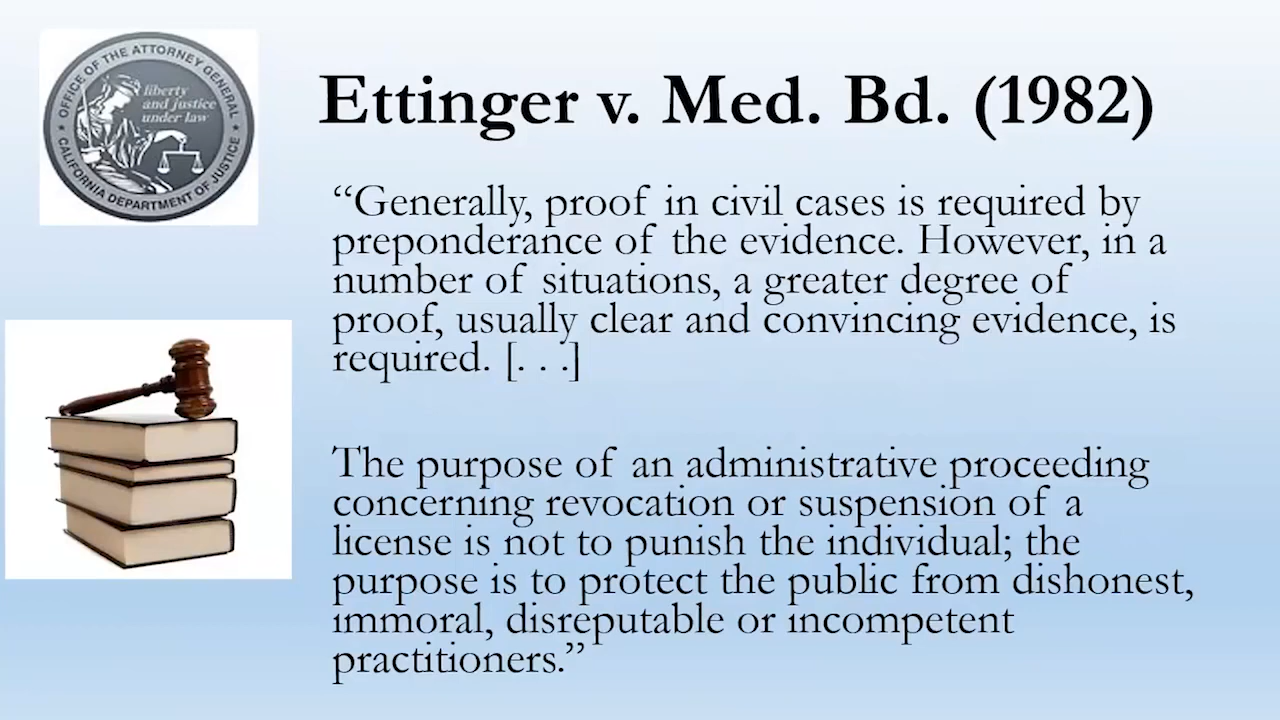 OFFICE OF THE ATTORNEY GENERAL
liberty
and justice
under law
CALIFORNIA DEPARTMENT OF JUSTICE
Ettinger v. Med. Bd. (1982)
“Generally, proof in civil cases is required by
preponderance of the evidence. However, in a
number of situations, a greater degree of
proof, usually clear and convincing evidence, is
required. [. . .]
The purpose of an administrative proceeding
concerning revocation or suspension of a
license is not to punish the individual; the
purpose is to protect the public from dishonest,
immoral, disreputable or incompetent
practitioners.”